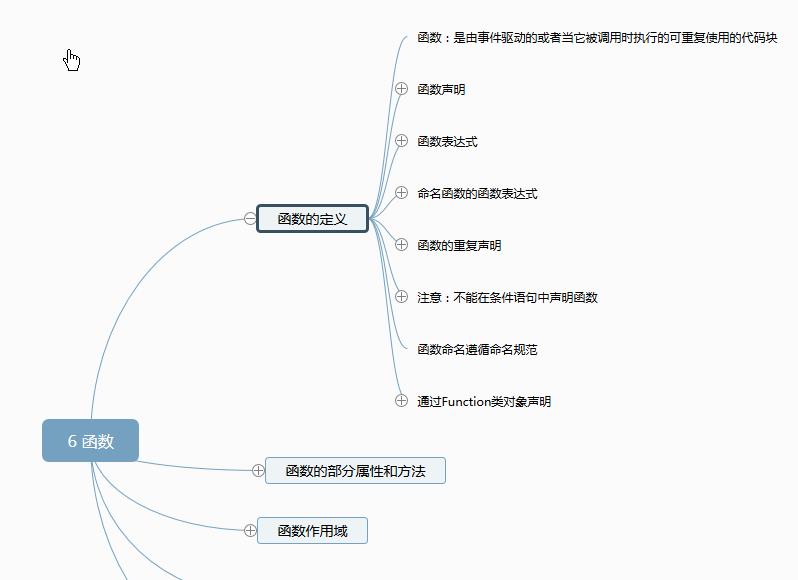 函数：是由事件驱动的或者当它被调用时执行的可重复使用的代码块
函数声明
函数表达式
命名函数的函数表达式
函数的定义
函数的重复声明
注意：不能在条件语句中声明函数
函数命名遵循命名规范
通过Function类对象声明
6 函数
函数的部分属性和方法
函数作用域